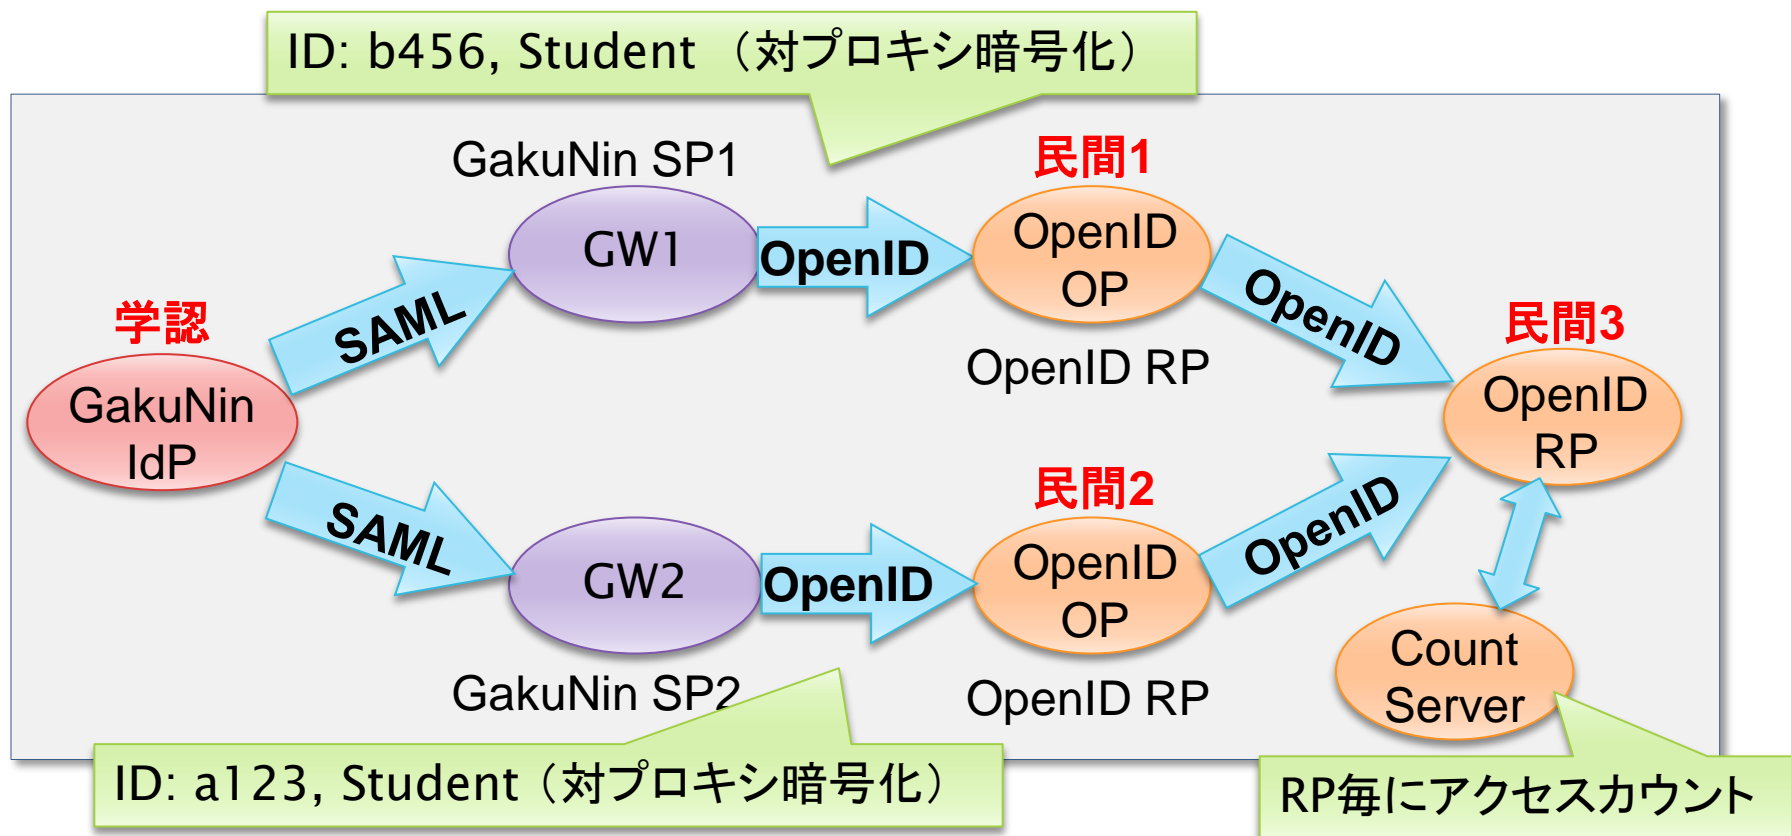 ID: b456, Student （対プロキシ暗号化）
GakuNin SP1
民間1
GW1
OpenID
OpenID
OP
OpenID
SAML
学認
OpenID RP
民間3
GakuNin
IdP
OpenID
RP
SAML
民間2
OpenID
GW2
OpenID
OpenID
OP
Count
Server
GakuNin SP2
OpenID RP
ID: a123, Student（対プロキシ暗号化）
RP毎にアクセスカウント